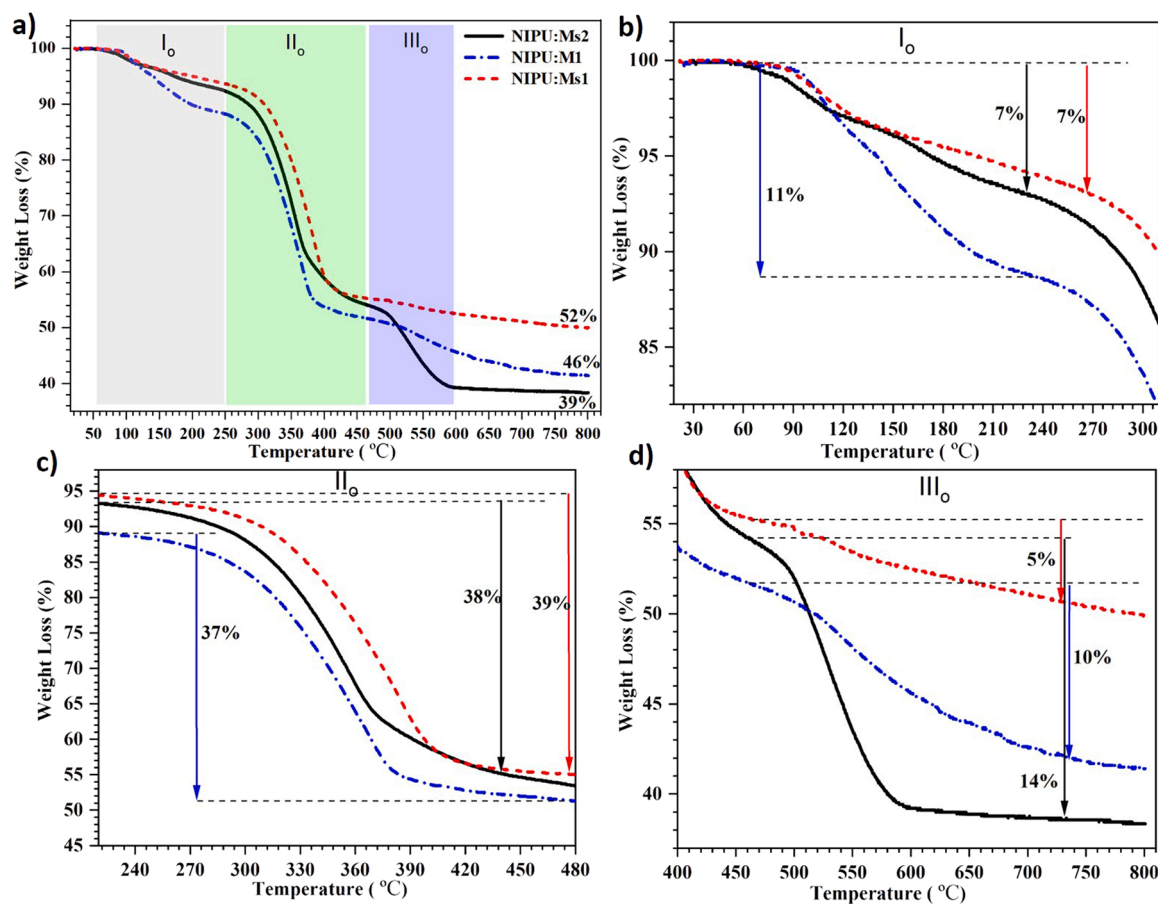 a)
I₀
II₀
III₀
NIPU:Ms2
NIPU:M1
NIPU:Ms1
100
90
80
70
60
50
40
52%
46%
39%
50 100 150 200 250 300 350 400 450 500 550 600 650 700 750 800
Temperature ( °C)
Weight Loss (%)
b)
I₀
100
95
90
85
7%
7%
11%
30 60 90 120 150 180 210 240 270 300
Temperature ( °C)
Weight Loss (%)
c)
II₀
95
90
85
80
75
70
65
60
55
50
45
37%
38%
39%
240 270 300 330 360 390 420 450 480
Temperature ( °C)
Weight Loss (%)
d)
III₀
55
50
45
39
5%
10%
14%
400 450 500 550 600 650 700 750 800
Temperature (°C)
Weight Loss (%)